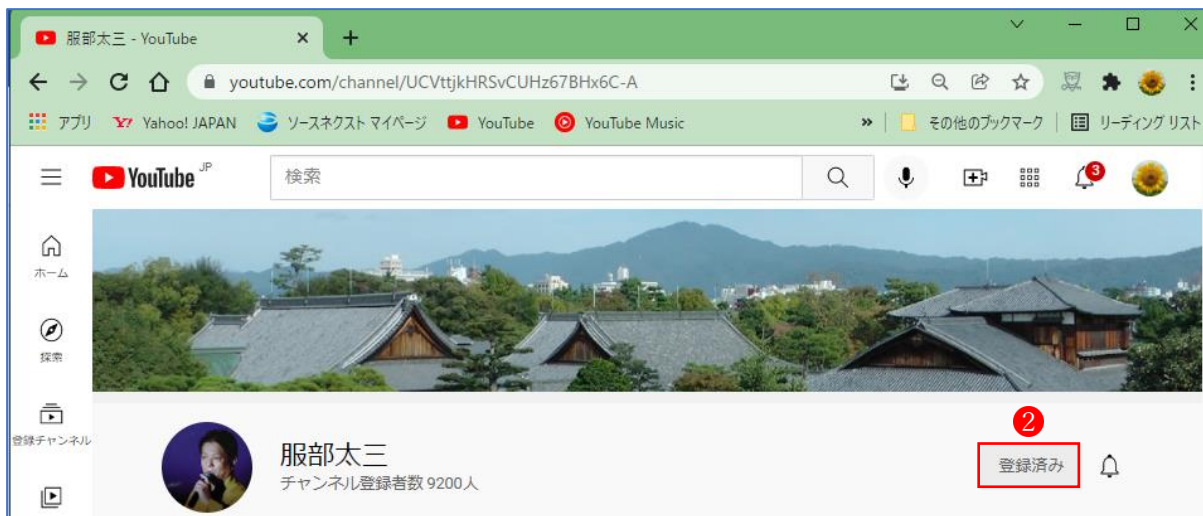 服部太三 - YouTube
youtube.com/channel/UCVttjkHRSvCUHz67BHx6C-A
アプリ Yahoo! JAPAN ソースネクスト マイページ YouTube YouTube Music » その他のブックマーク リーディング リスト
YouTube JP 検索 3
ホーム
探索
登録チャンネル
2
服部太三 登録済み
チャンネル登録者数 9200人